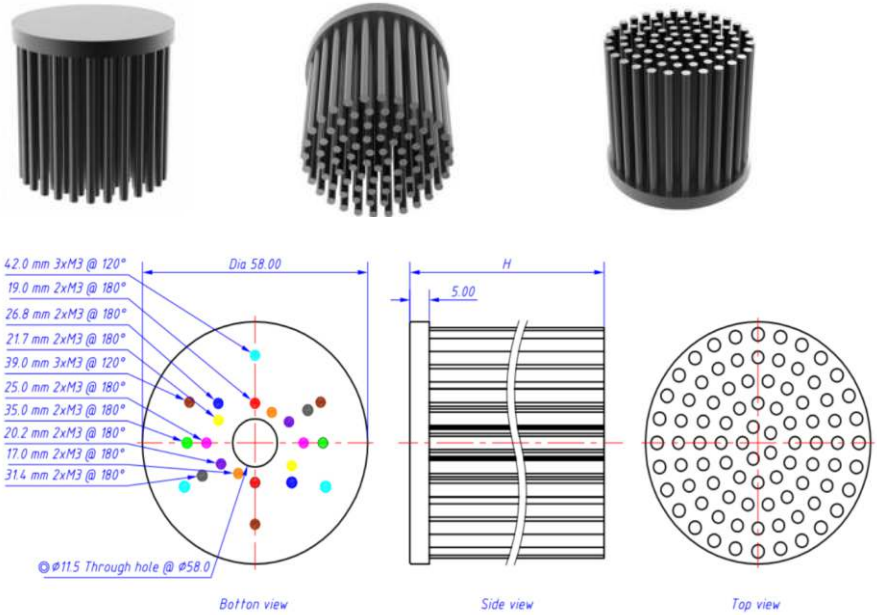 42.0 mm 3xM3 @ 120°
19.0 mm 2xM3 @ 180°
26.8 mm 2xM3 @ 180°
21.7 mm 2xM3 @ 180°
39.0 mm 3xM3 @ 120°
25.0 mm 2xM3 @ 180°
35.0 mm 2xM3 @ 180°
20.2 mm 2xM3 @ 180°
17.0 mm 2xM3 @ 180°
31.4 mm 2xM3 @ 180°
Dia 58.00
H
5.00
◎ Ø11.5 Through hole @ Ø58.0
Botton view
Side view
Top view